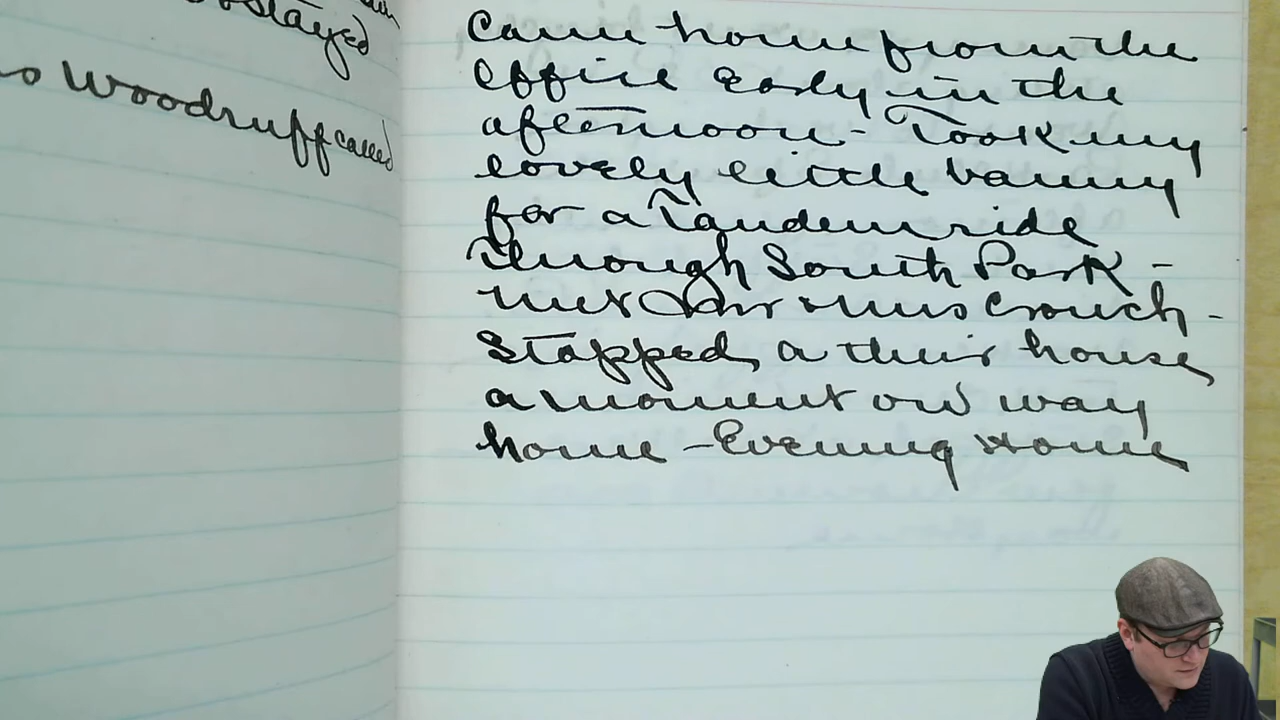 stayed
Woodruff called
Came home from the
office Early in the
afternoon - Took my
lovely little Fanny
for a Tandem ride
Through South Park -
met Mr & Mrs Crouch -
Stopped a their house
a moment on way
home - Evening Home